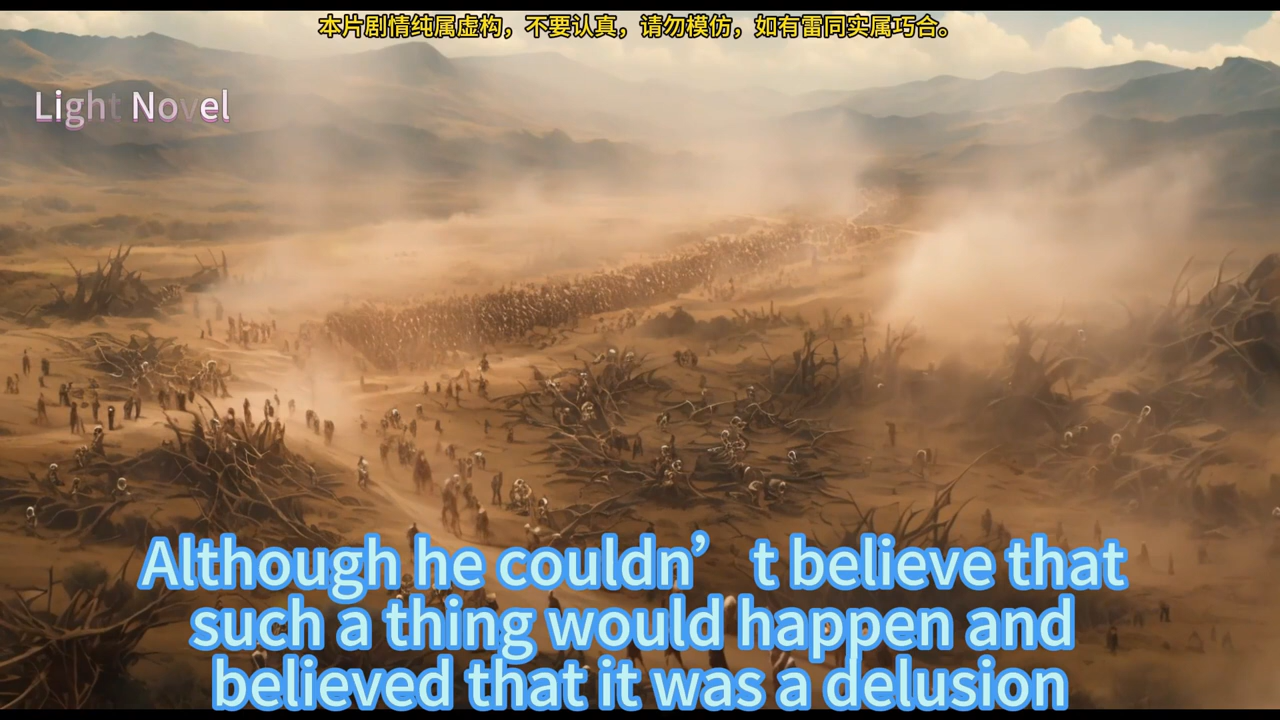 本片剧情纯属虚构，不要认真，请勿模仿，如有雷同实属巧合。
Light Novel
Although he couldn’ t believe that
such a thing would happen and
believed that it was a delusion